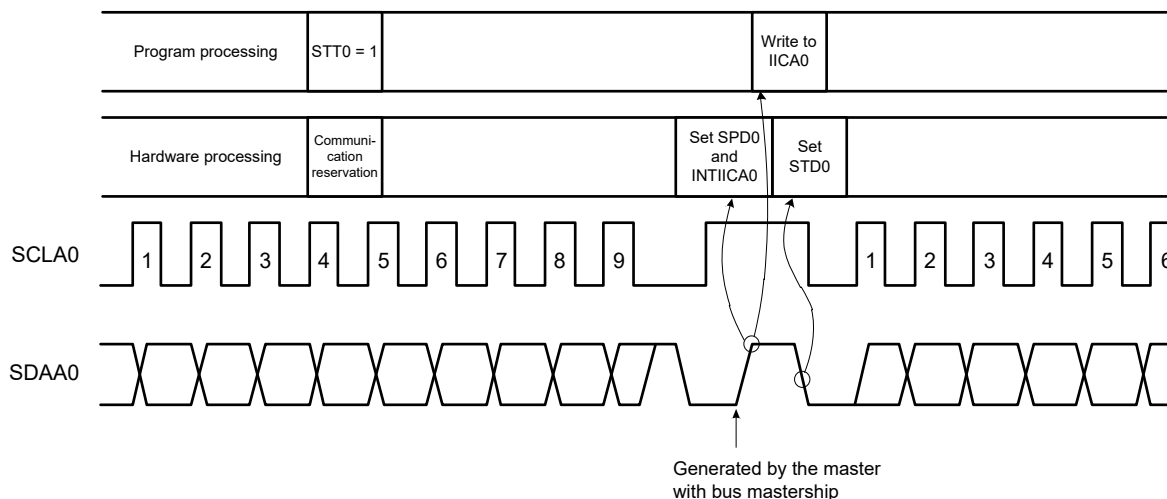 Program processing
STT0 = 1
Write to
IICA0
Hardware processing
Communi-
cation
reservation
Set SPD0
and
INTIICA0
Set
STD0
SCLA0
1 2 3 4 5 6 7 8 9 1 2 3 4 5 6
SDAA0
Generated by the master
with bus mastership